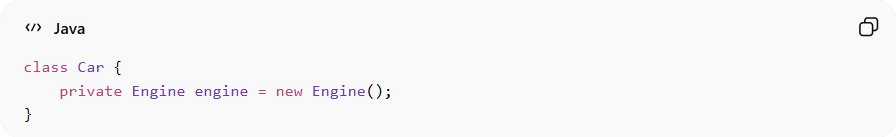 </> Java
class Car {
    private Engine engine = new Engine();
}